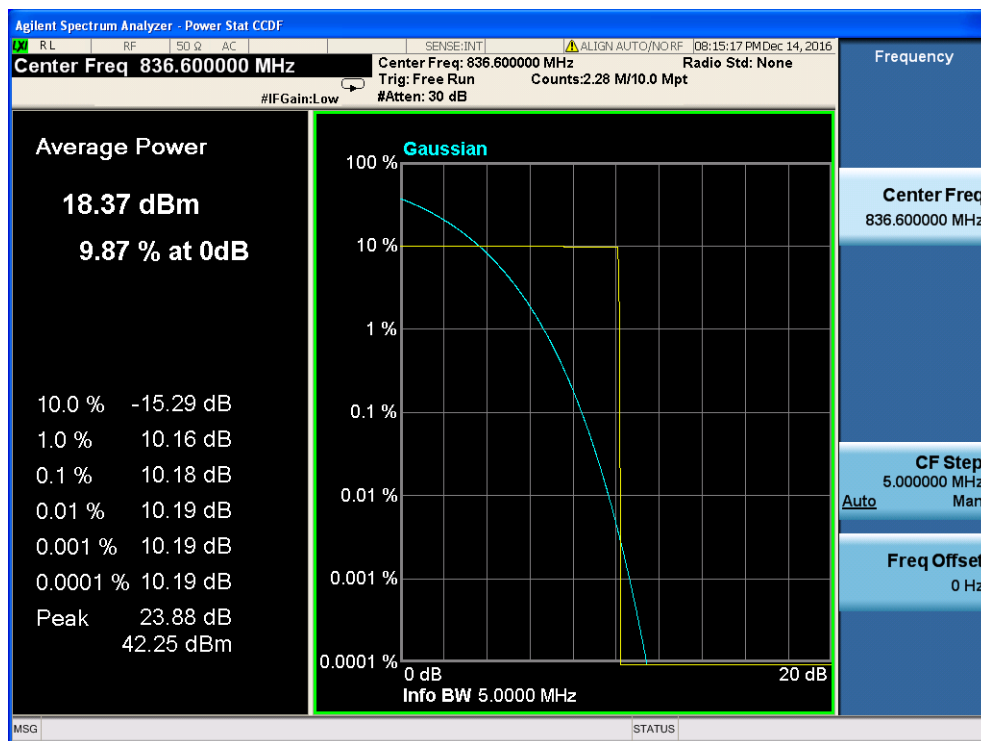 Agilent Spectrum Analyzer - Power Stat CCDF
LXI RL RF 50 Ω AC SENSE:INT ALIGN AUTO/NO RF 08:15:17 PM Dec 14, 2016
Center Freq 836.600000 MHz
Center Freq: 836.600000 MHz Radio Std: None
Trig: Free Run Counts:2.28 M/10.0 Mpt
#IFGain:Low #Atten: 30 dB
Average Power
18.37 dBm
9.87 % at 0dB
10.0 % -15.29 dB
1.0 % 10.16 dB
0.1 % 10.18 dB
0.01 % 10.19 dB
0.001 % 10.19 dB
0.0001 % 10.19 dB
Peak 23.88 dB
42.25 dBm
Gaussian
100 %
10 %
1 %
0.1 %
0.01 %
0.001 %
0.0001 %
0 dB 20 dB
Info BW 5.0000 MHz
Frequency
Center Freq
836.600000 MHz
CF Step
5.000000 MHz
Auto Man
Freq Offset
0 Hz
MSG STATUS